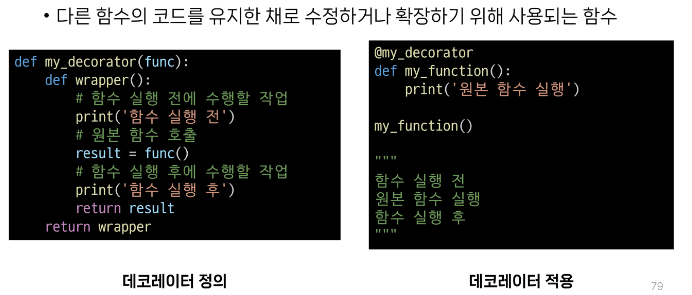 • 다른 함수의 코드를 유지한 채로 수정하거나 확장하기 위해 사용되는 함수
def my_decorator(func):
    def wrapper():
        # 함수 실행 전에 수행할 작업
        print('함수 실행 전')
        # 원본 함수 호출
        result = func()
        # 함수 실행 후에 수행할 작업
        print('함수 실행 후')
        return result
    return wrapper
데코레이터 정의
@my_decorator
def my_function():
    print('원본 함수 실행')
my_function()
"""
함수 실행 전
원본 함수 실행
함수 실행 후
"""
데코레이터 적용
79